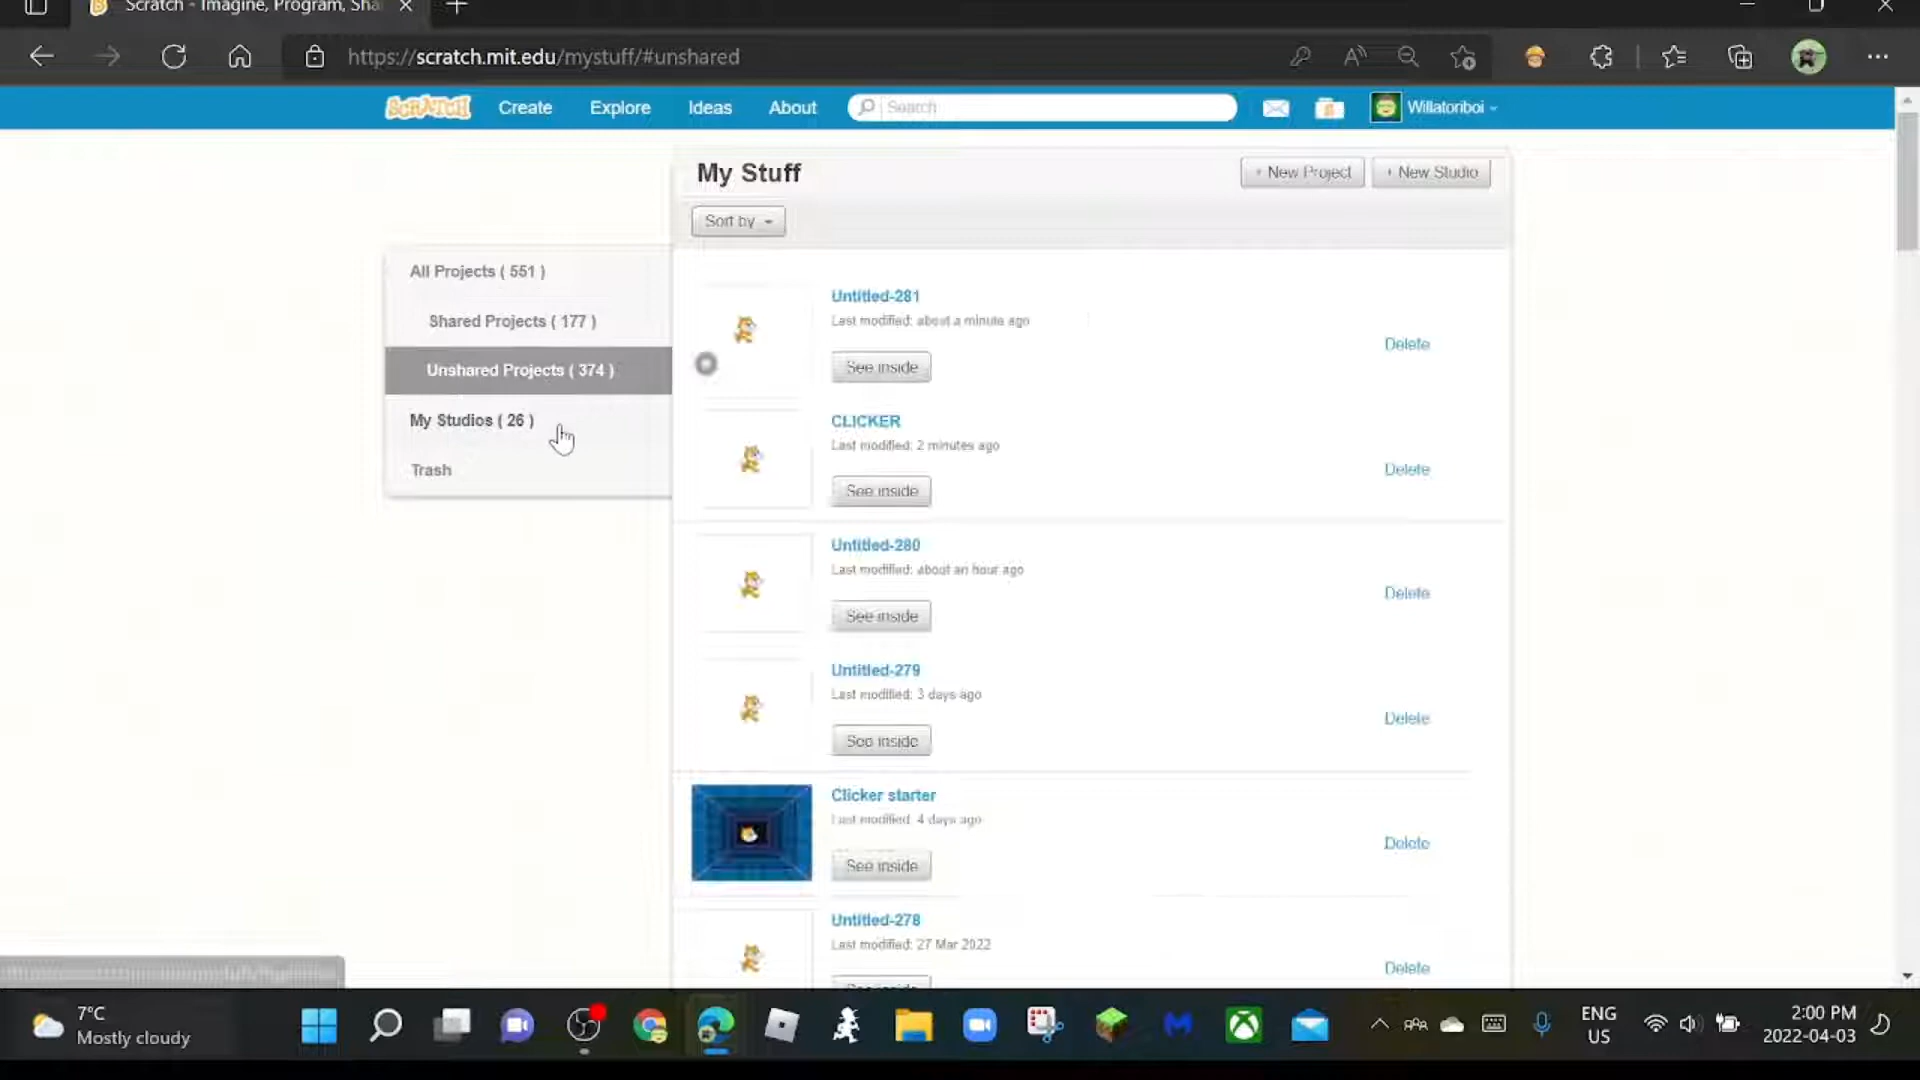 Scratch - Imagine, Program, Sha
https://scratch.mit.edu/mystuff/#unshared
SCRATCH
Create
Explore
Ideas
About
Search
Willatoriboi
My Stuff
+ New Project
+ New Studio
Sort by
All Projects ( 551 )
Shared Projects ( 177 )
Unshared Projects ( 374 )
My Studios ( 26 )
Trash
Untitled-281
Last modified: about a minute ago
See inside
Delete
CLICKER
Last modified: 2 minutes ago
See inside
Delete
Untitled-280
Last modified: about an hour ago
See inside
Delete
Untitled-279
Last modified: 3 days ago
See inside
Delete
Clicker starter
Last modified: 4 days ago
See inside
Delete
Untitled-278
Last modified: 27 Mar 2022
Delete
7°C
Mostly cloudy
ENG
US
2:00 PM
2022-04-03